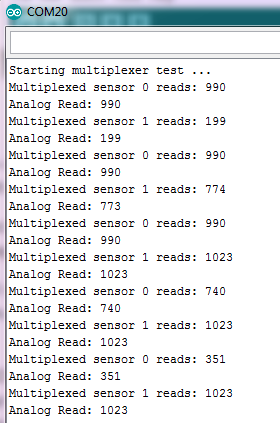 COM20
Starting multiplexer test ...
Multiplexed sensor 0 reads: 990
Analog Read: 990
Multiplexed sensor 1 reads: 199
Analog Read: 199
Multiplexed sensor 0 reads: 990
Analog Read: 990
Multiplexed sensor 1 reads: 774
Analog Read: 773
Multiplexed sensor 0 reads: 990
Analog Read: 990
Multiplexed sensor 1 reads: 1023
Analog Read: 1023
Multiplexed sensor 0 reads: 740
Analog Read: 740
Multiplexed sensor 1 reads: 1023
Analog Read: 1023
Multiplexed sensor 0 reads: 351
Analog Read: 351
Multiplexed sensor 1 reads: 1023
Analog Read: 1023